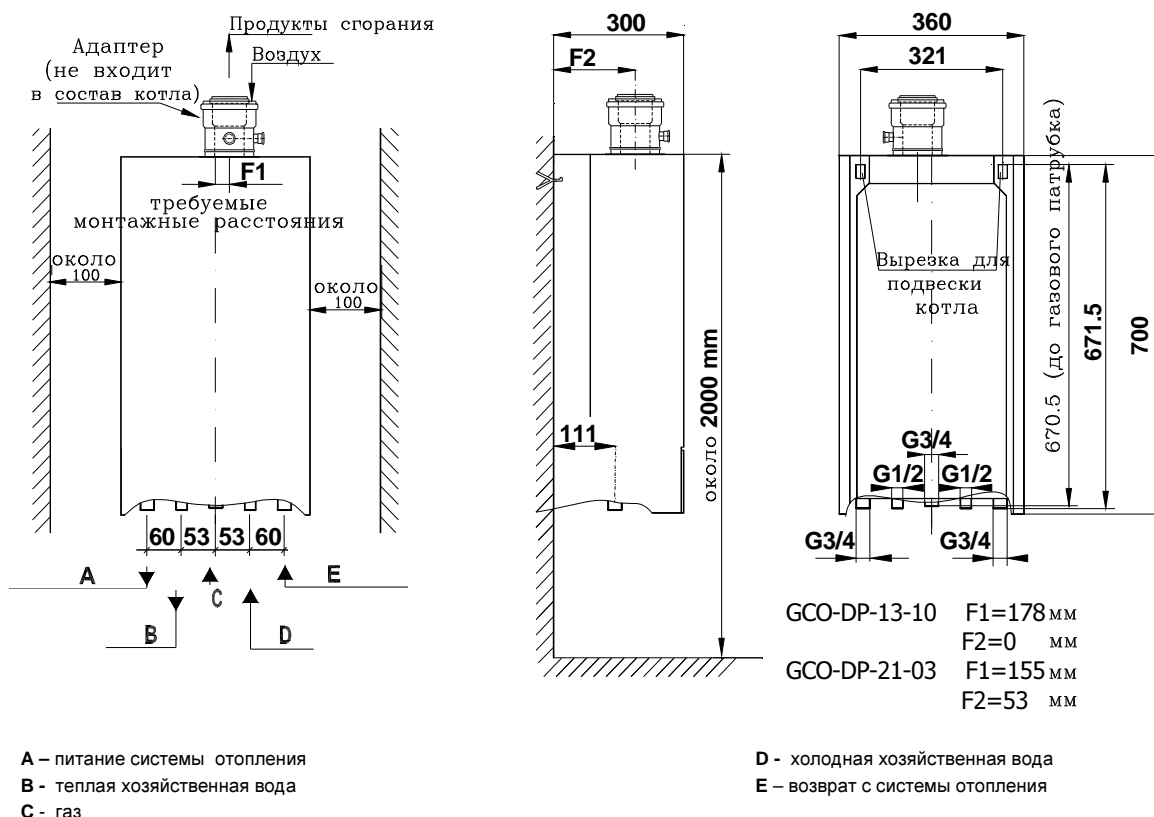 Продукты сгорания
Адаптер
(не входит
в состав котла)
Воздух
F1
требуемые
монтажные расстояния
около
100
около
100
60 53 53 60
A
B
C
D
E
300
F2
111
около 2000 mm
360
321
Вырезка для
подвески
котла
670.5 (до газового патрубка)
671.5
700
G3/4
G1/2 G1/2
G3/4 G3/4
GCO-DP-13-10 F1=178 мм
F2=0 мм
GCO-DP-21-03 F1=155 мм
F2=53 мм
A – питание системы отопления
B - теплая хозяйственная вода
C - газ
D - холодная хозяйственная вода
E – возврат с системы отопления